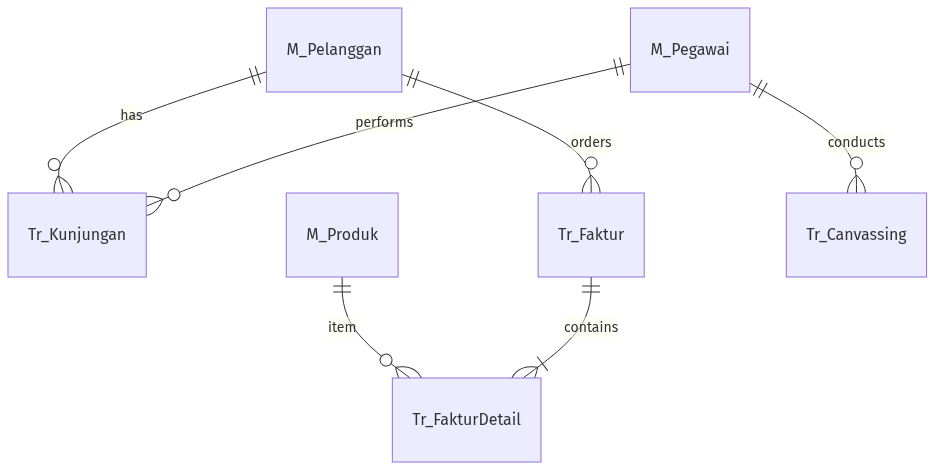 M_Pelanggan
M_Pegawai
has
performs
orders
conducts
Tr_Kunjungan
M_Produk
Tr_Faktur
Tr_Canvassing
item
contains
Tr_FakturDetail